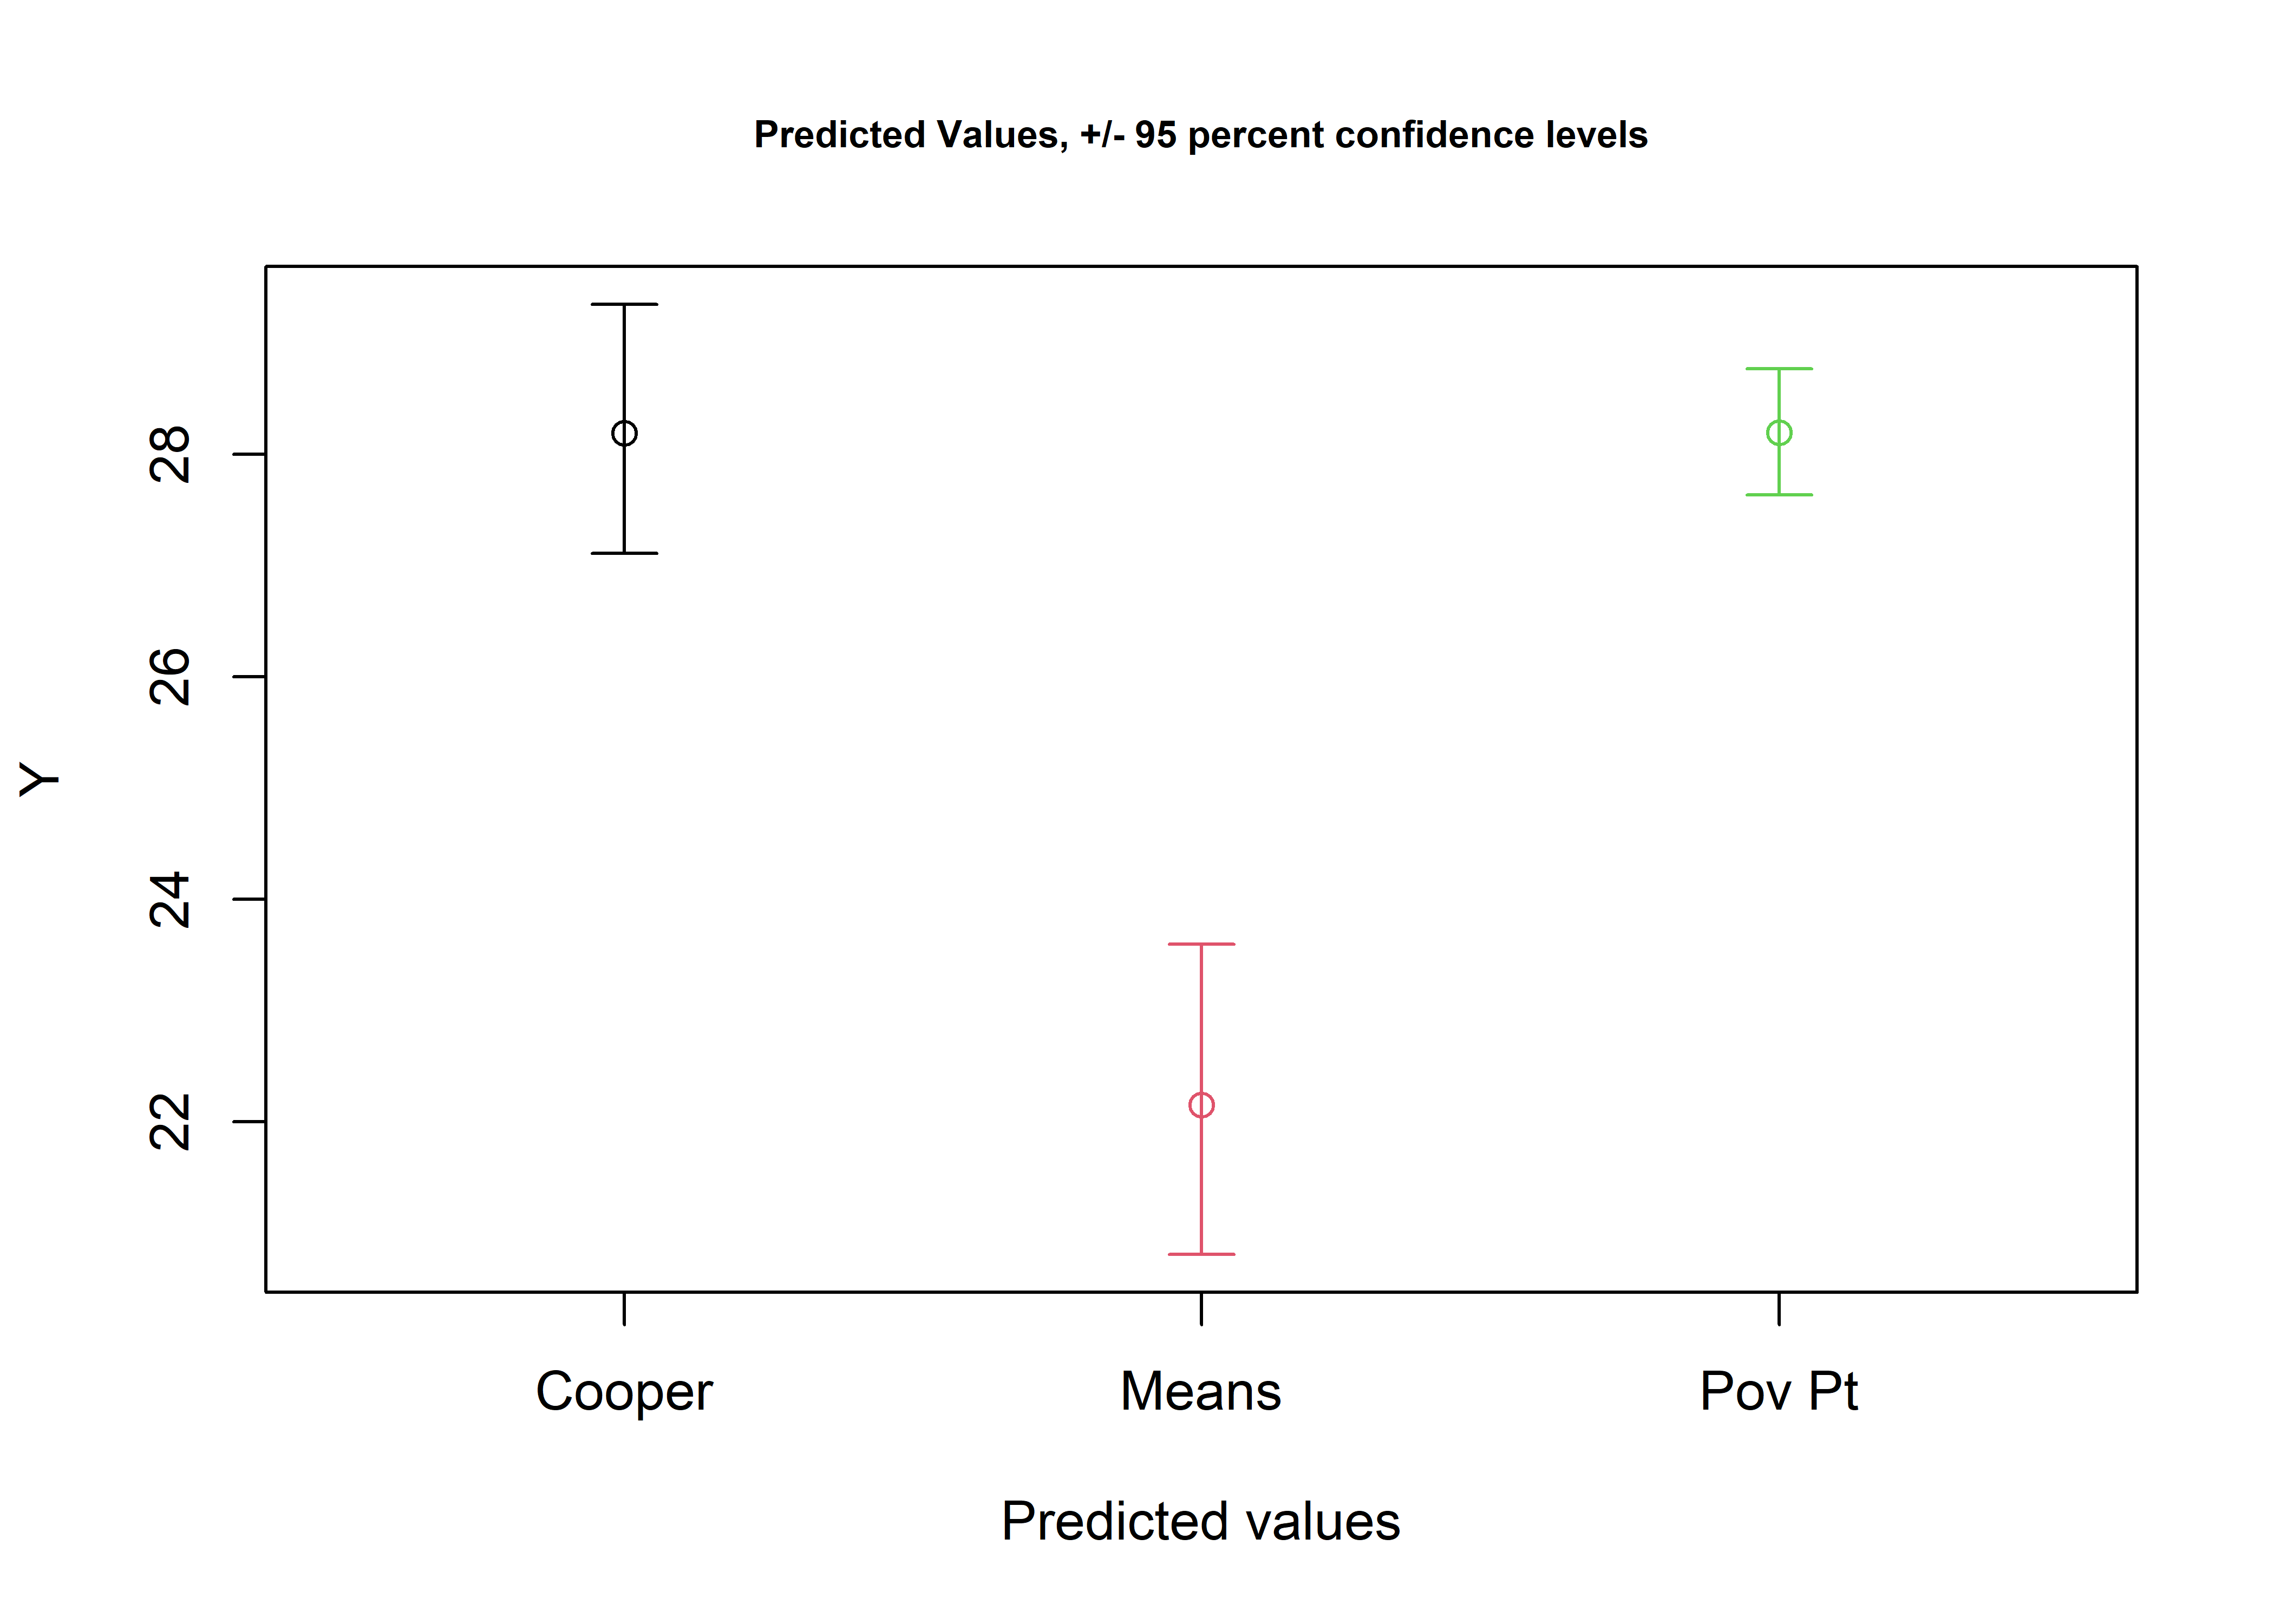 Predicted Values, +/- 95 percent confidence levels
28
26
24
22
Y
Cooper Means Pov Pt
Predicted values